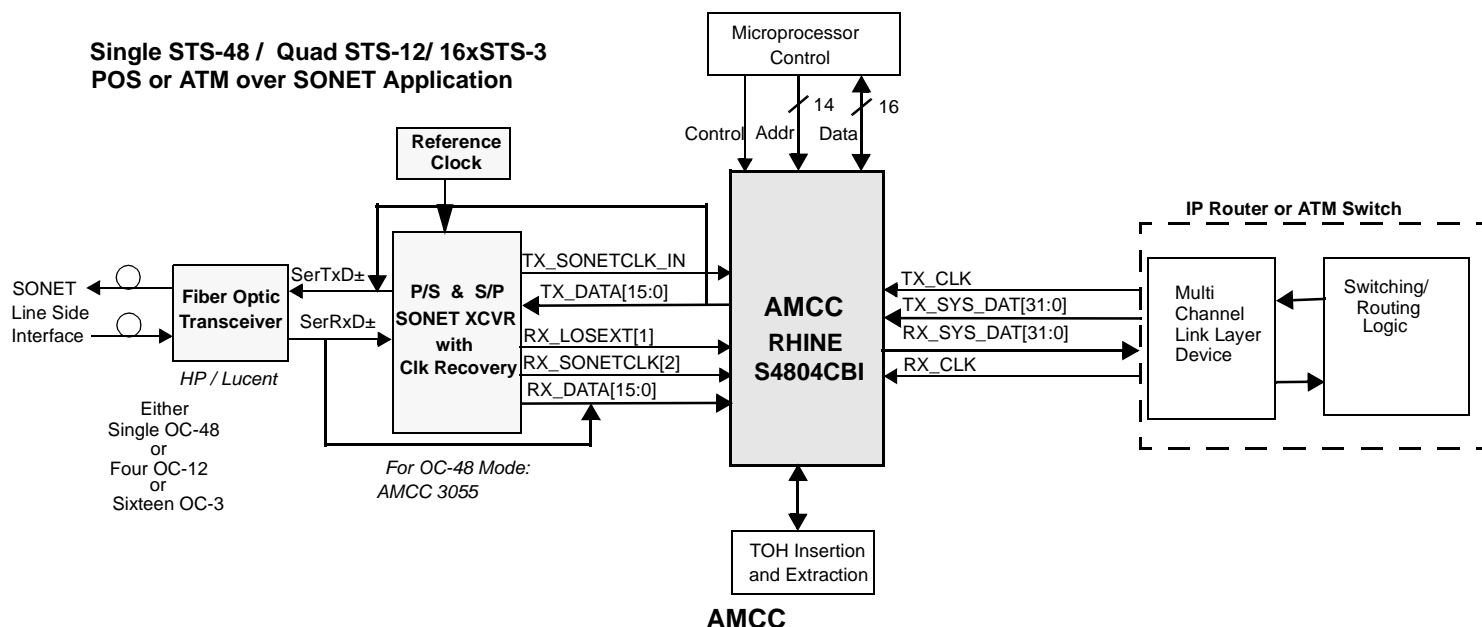 Single STS-48 / Quad STS-12/ 16xSTS-3
POS or ATM over SONET Application
Microprocessor
Control
14
16
Control
Addr
Data
Reference
Clock
IP Router or ATM Switch
SONET
Line Side
Interface
Fiber Optic
Transceiver
SerTxD±
SerRxD±
HP / Lucent
Either
Single OC-48
or
Four OC-12
or
Sixteen OC-3
P/S & S/P
SONET XCVR
with
Clk Recovery
For OC-48 Mode:
AMCC 3055
TX_SONETCLK_IN
TX_DATA[15:0]
RX_LOSEXT[1]
RX_SONETCLK[2]
RX_DATA[15:0]
AMCC
RHINE
S4804CBI
TX_CLK
TX_SYS_DAT[31:0]
RX_SYS_DAT[31:0]
RX_CLK
Multi
Channel
Link Layer
Device
Switching/
Routing
Logic
TOH Insertion
and Extraction
AMCC